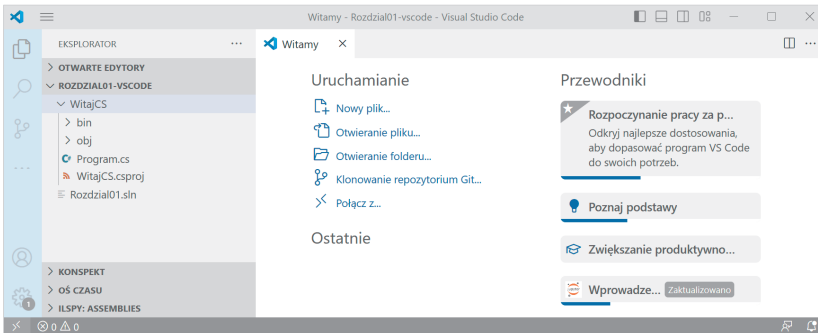 Witamy - Rozdzial01-vscode - Visual Studio Code
EKSPLORATOR
OTWARTE EDYTORY
ROZDZIAL01-VSCODE
WitajCS
bin
obj
C# Program.cs
WitajCS.csproj
Rozdzial01.sln
KONSPEKT
OŚ CZASU
ILSPY: ASSEMBLIES
1
0 0
Witamy
Uruchamianie
Nowy plik...
Otwieranie pliku...
Otwieranie folderu...
Klonowanie repozytorium Git...
Połącz z...
Ostatnie
Przewodniki
Rozpoczynanie pracy za p...
Odkryj najlepsze dostosowania,
aby dopasować program VS Code
do swoich potrzeb.
Poznaj podstawy
Zwiększanie produktywno...
Wprowadze... Zaktualizowano